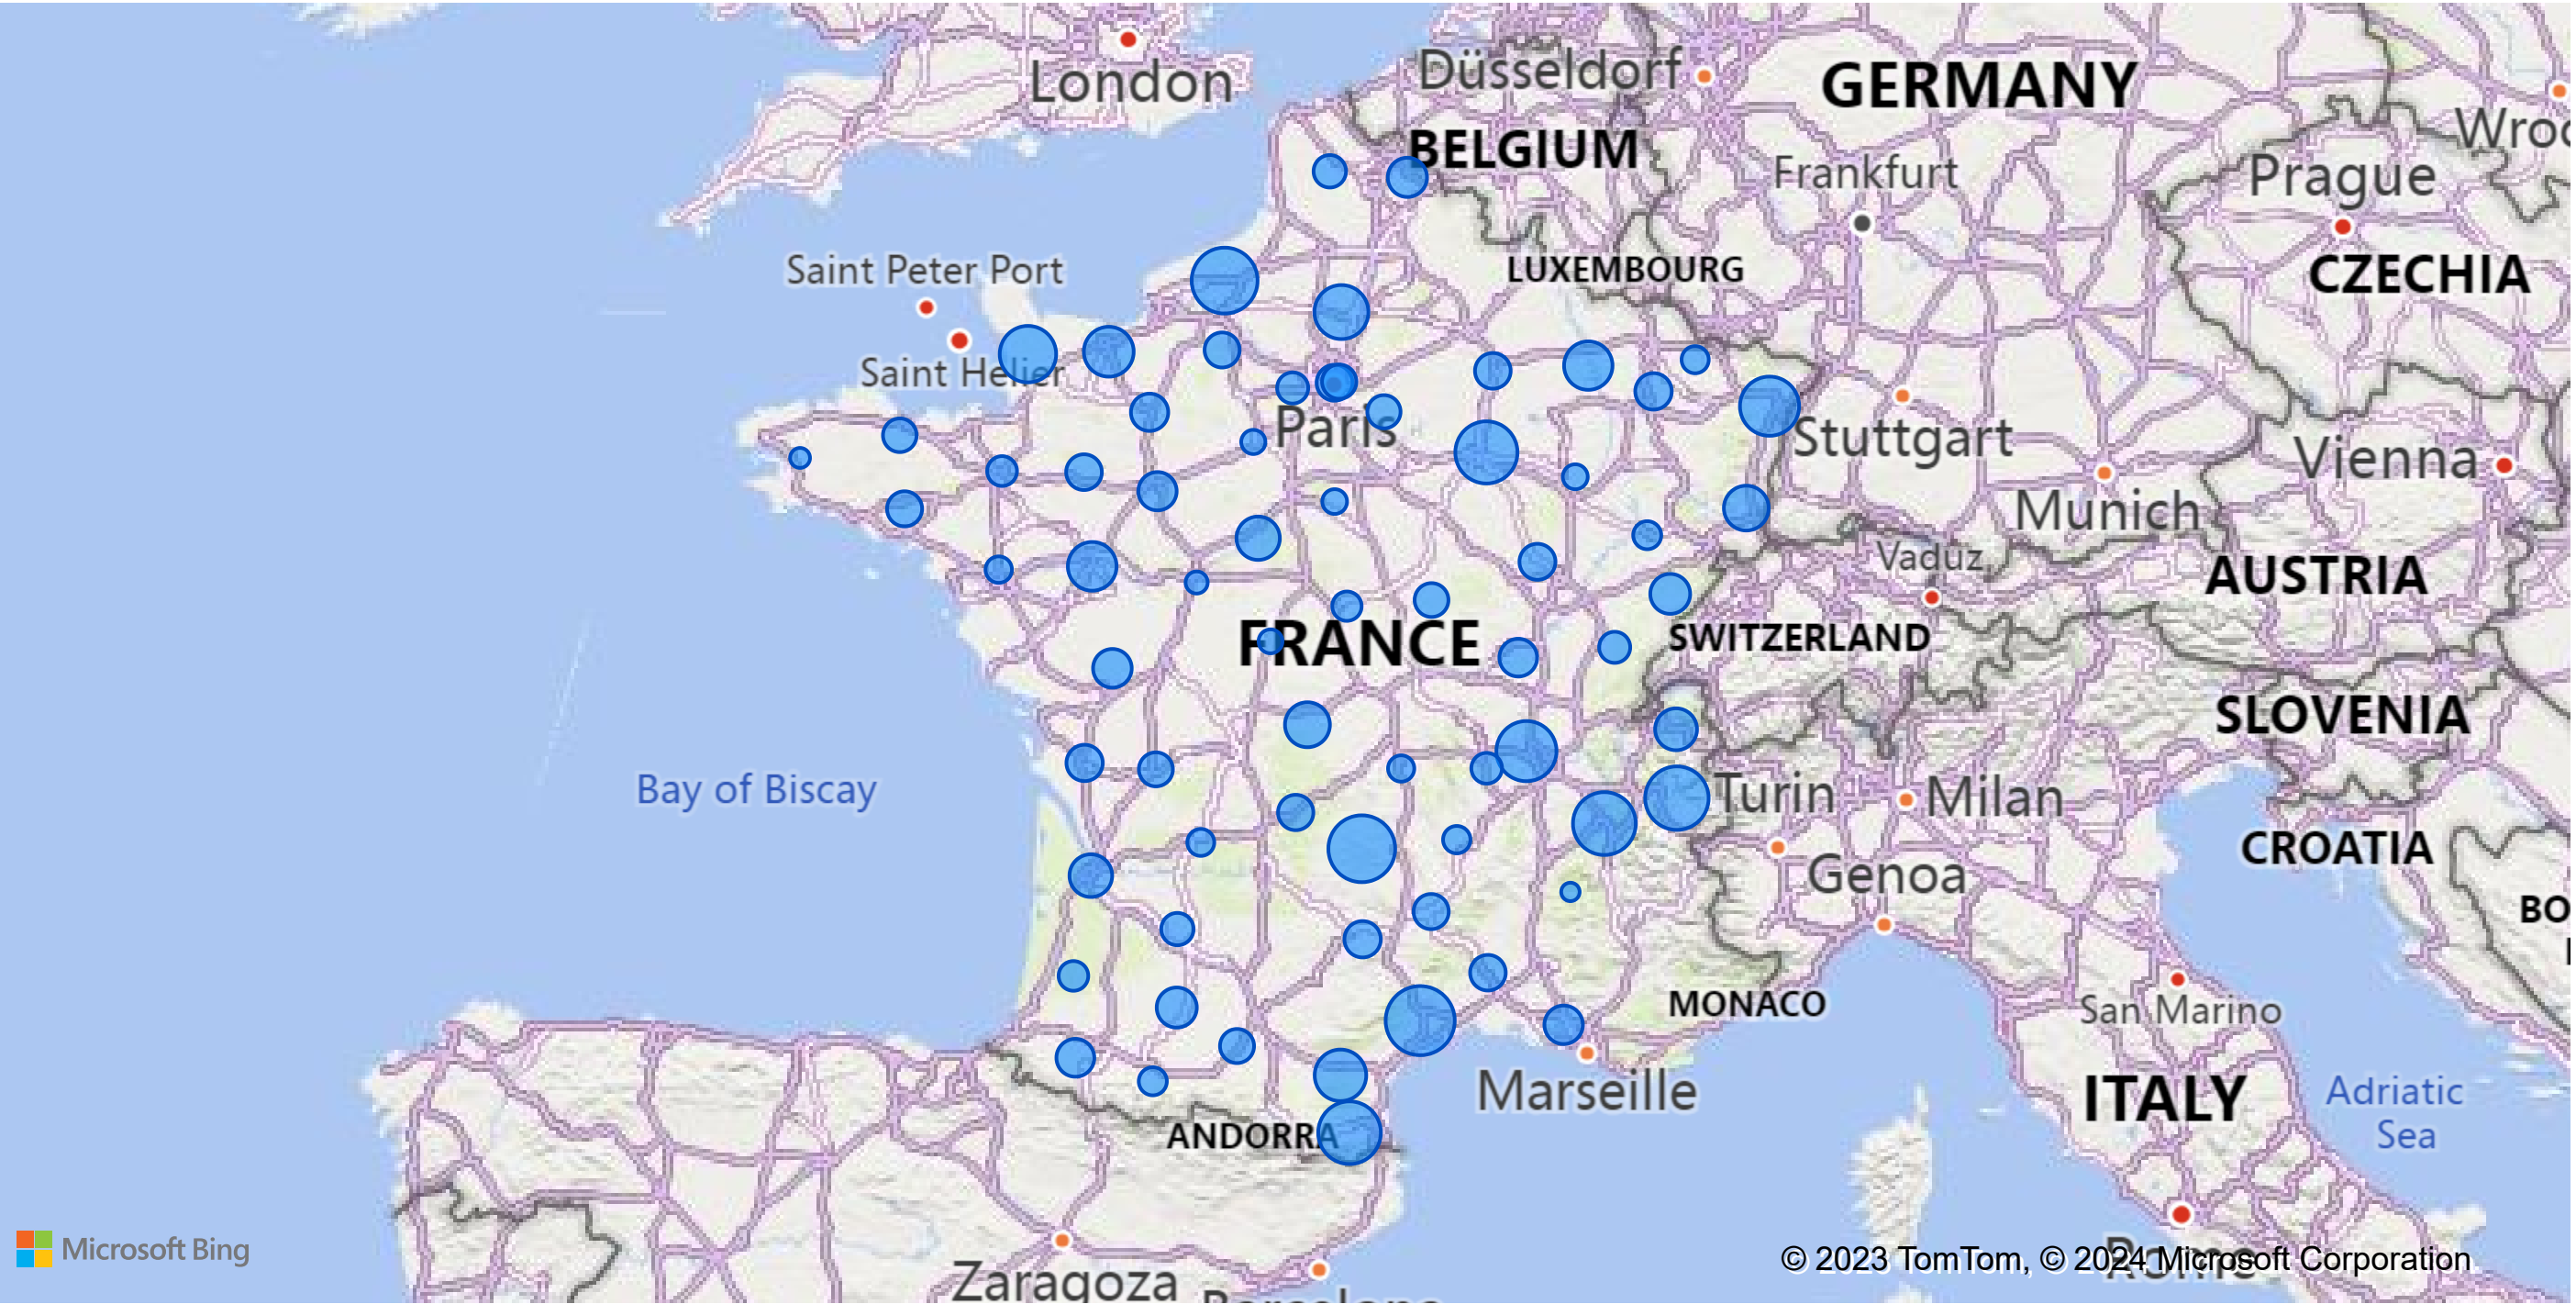 London
Düsseldorf
GERMANY
BELGIUM
Frankfurt
Prague
Saint Peter Port
LUXEMBOURG
CZECHIA
Saint Helier
Paris
Stuttgart
Vienna
Munich
Vaduz
AUSTRIA
FRANCE
SWITZERLAND
SLOVENIA
Bay of Biscay
Turin
Milan
CROATIA
Genoa
BO
MONACO
San Marino
Marseille
ITALY
Adriatic
Sea
ANDORRA
Microsoft Bing
Zaragoza
© 2023 TomTom, © 2024 Microsoft Corporation
Rome